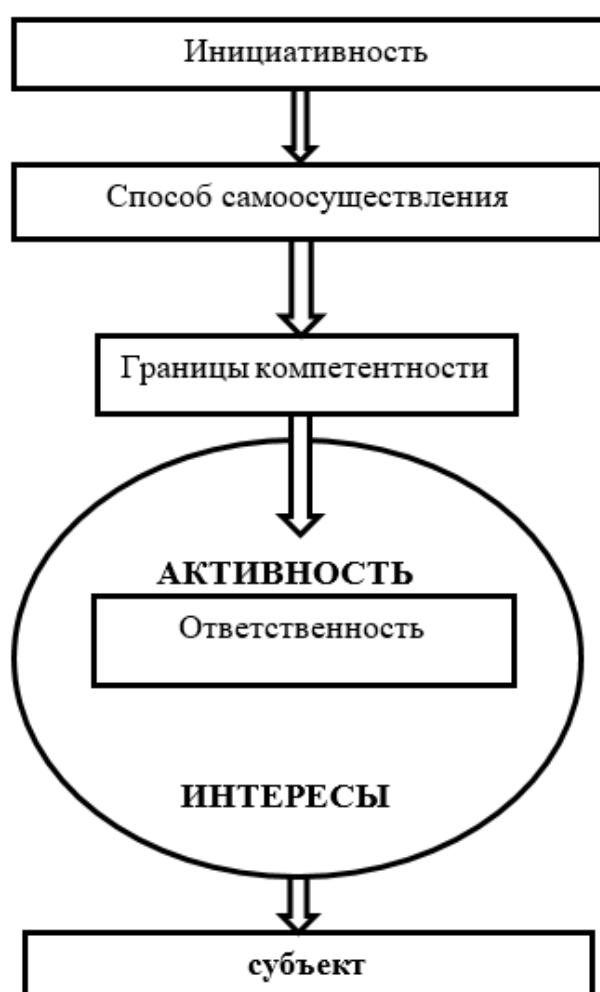 Инициативность
Способ самоосуществления
Границы компетентности
АКТИВНОСТЬ
Ответственность
ИНТЕРЕСЫ
субъект